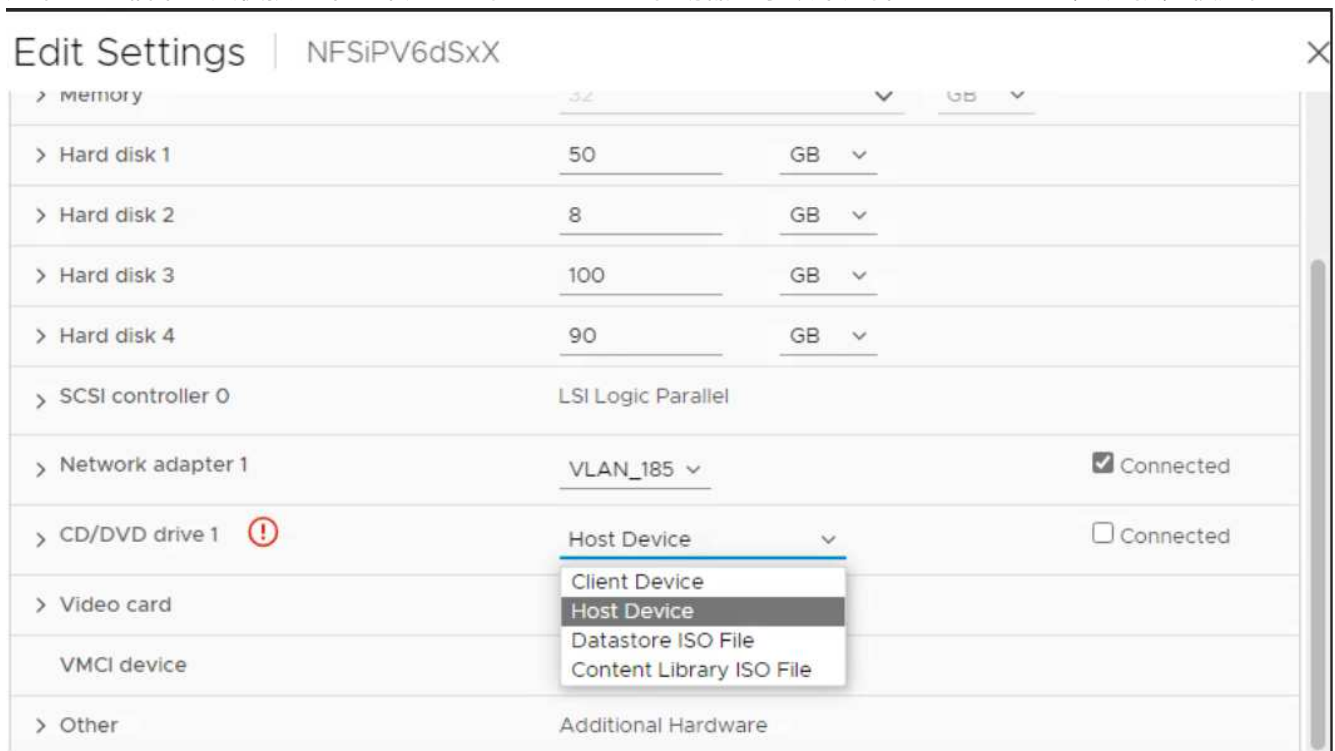 Edit Settings | NFSiPV6dSxX
Memory 32 GB
Hard disk 1 50 GB
Hard disk 2 8 GB
Hard disk 3 100 GB
Hard disk 4 90 GB
SCSI controller 0 LSI Logic Parallel
Network adapter 1 VLAN_185 Connected
CD/DVD drive 1 Host Device Connected
Client Device
Host Device
Datastore ISO File
Content Library ISO File
Video card
VMCI device
Other Additional Hardware